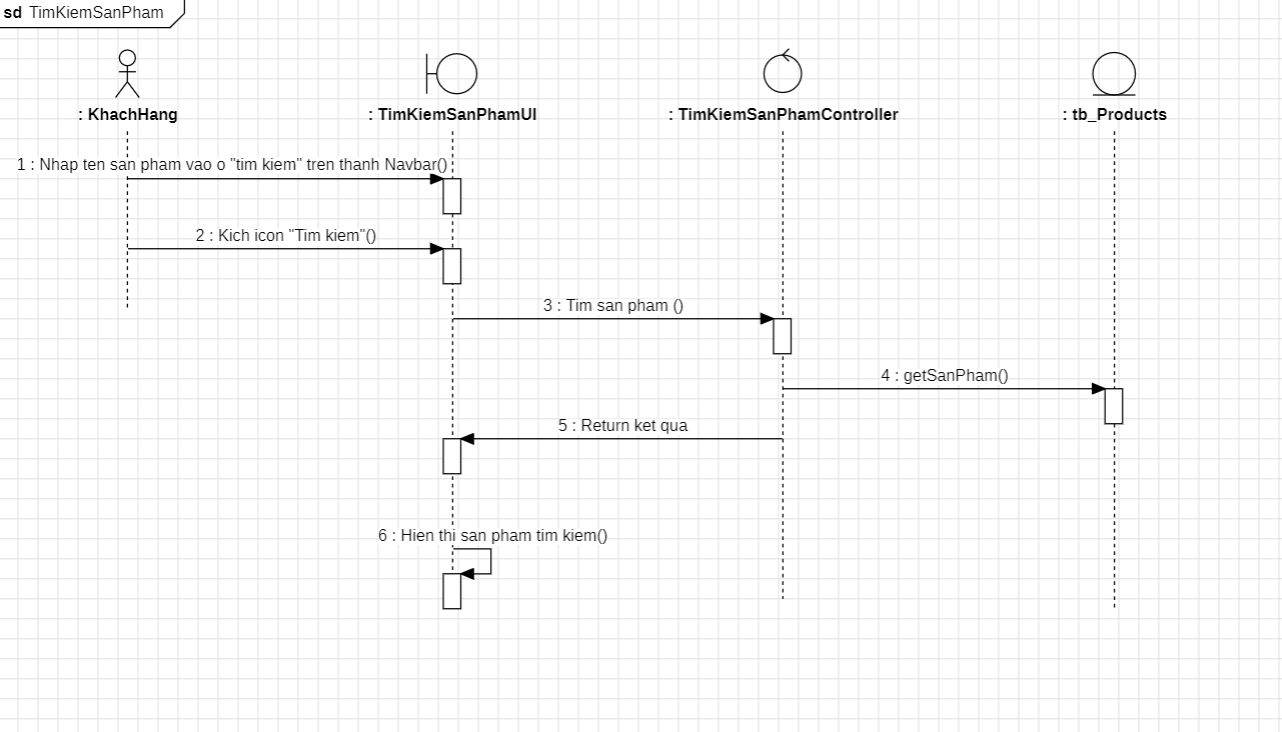 sd TimKiemSanPham
: KhachHang
: TimKiemSanPhamUI
: TimKiemSanPhamController
: tb_Products
1 : Nhap ten san pham vao o "tim kiem" tren thanh Navbar()
2 : Kich icon "Tim kiem"()
3 : Tim san pham ()
4 : getSanPham()
5 : Return ket qua
6 : Hien thi san pham tim kiem()